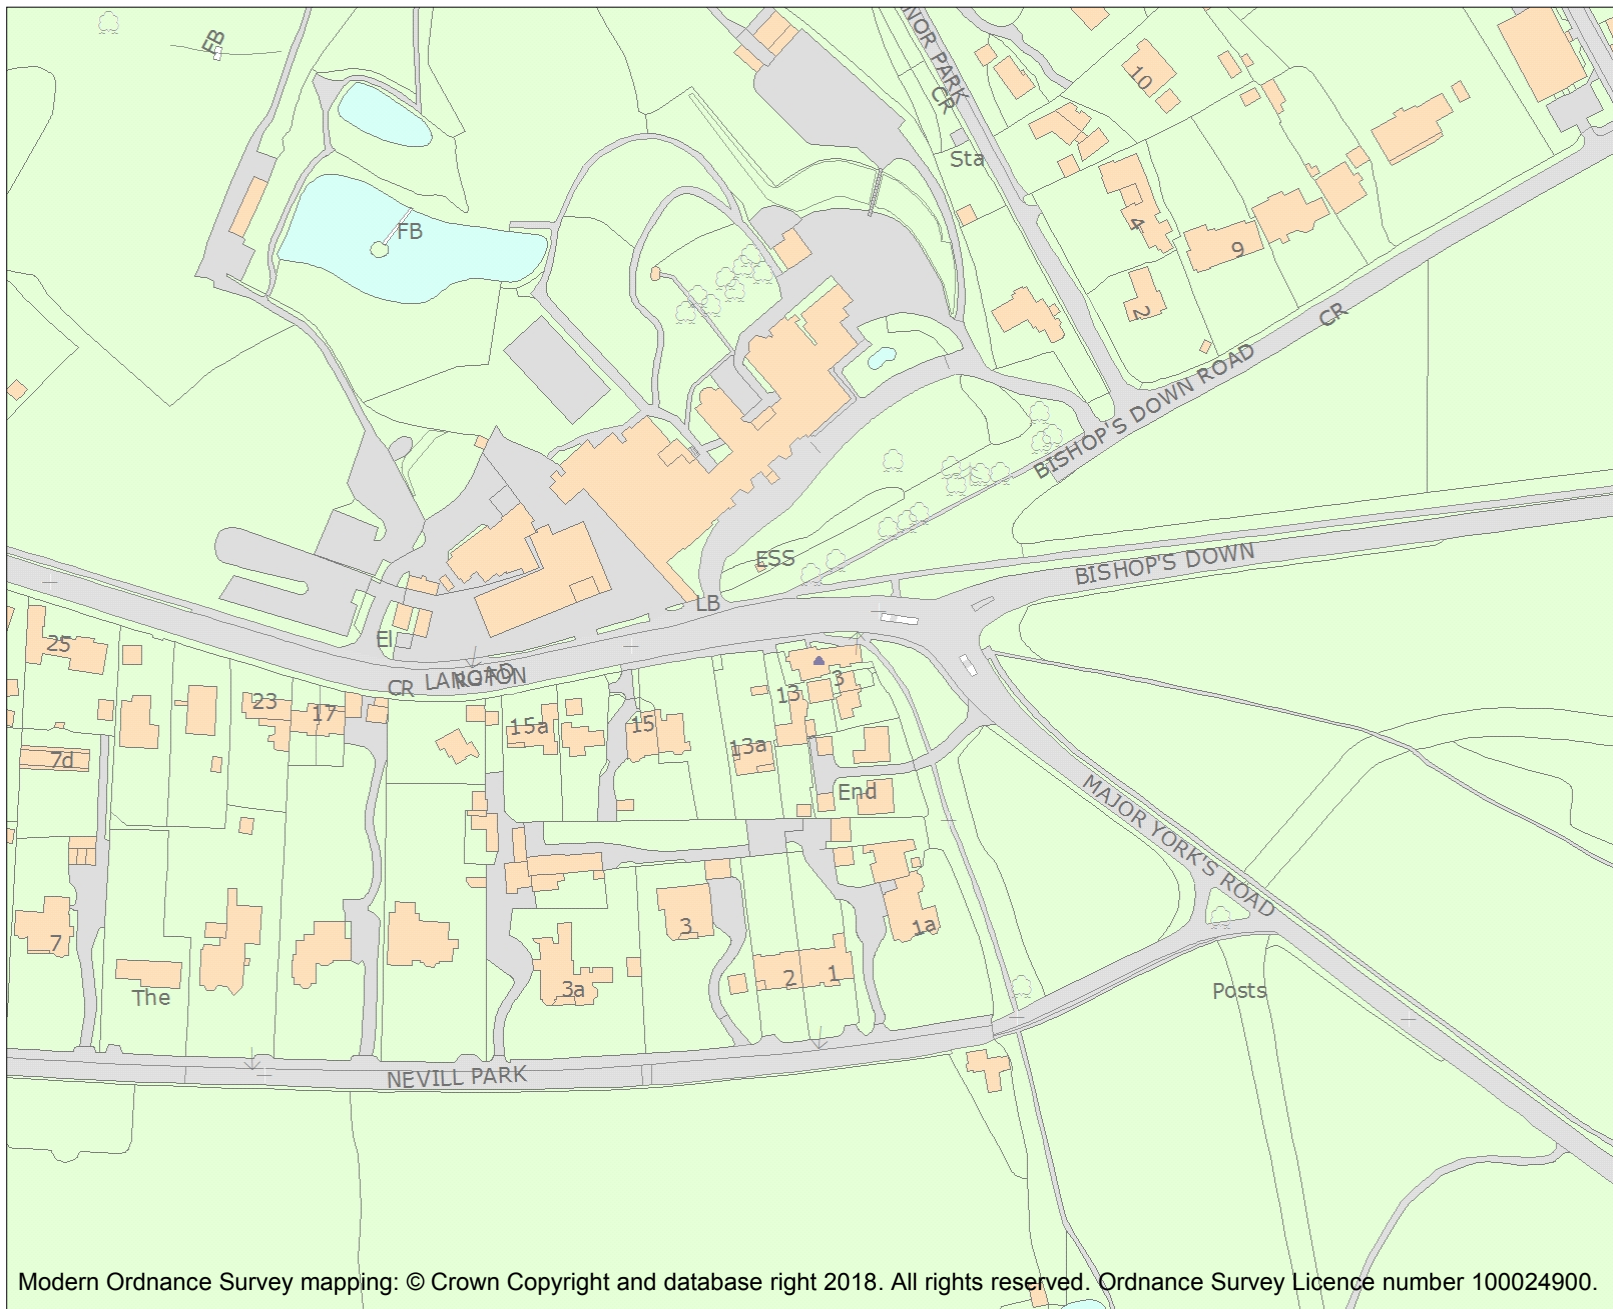 FB
NOR PARK
CR
10
Sta
4
9
2
FB
CR
BISHOP'S DOWN ROAD
ESS
BISHOP'S DOWN
LB
El
25
CR
LANGTON
ROAD
23
17
13
3
15a
15
13a
7d
End
MAJOR YORK'S ROAD
7
3
1a
The
3a
2
1
Posts
NEVILL PARK
Modern Ordnance Survey mapping: © Crown Copyright and database right 2018. All rights reserved. Ordnance Survey Licence number 100024900.